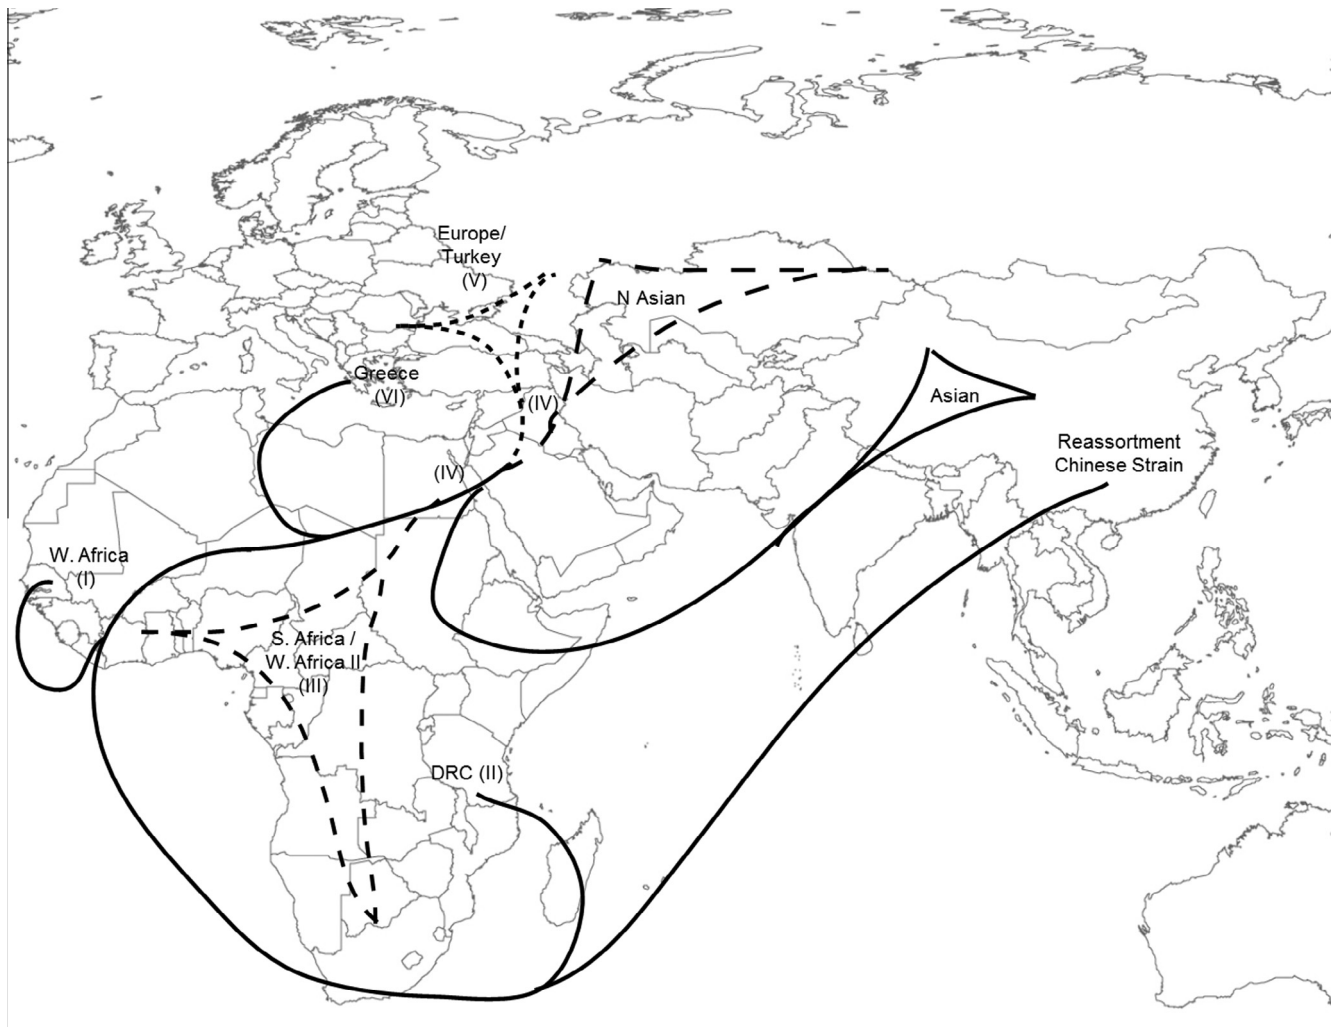 Europe/
Turkey
(V)
N Asian
Greece
(VI)
(IV)
Asian
Reassortment
Chinese Strain
(IV)
W. Africa
(I)
S. Africa /
W. Africa II
(III)
DRC (II)